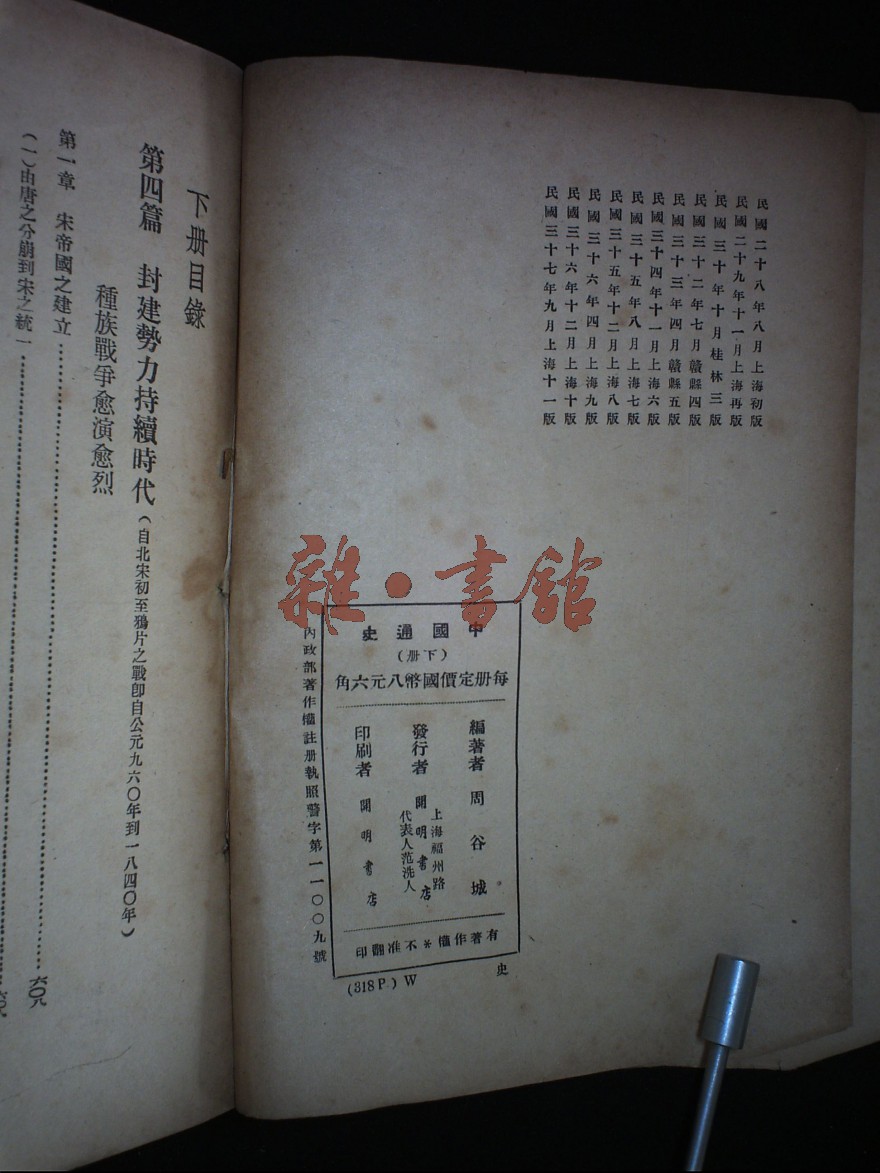 民國二十八年八月上海初版
民國二十九年十一月上海再版
民國三十年十月桂林三版
民國三十二年七月贛縣四版
民國三十三年四月贛縣五版
民國三十四年十一月上海六版
民國三十五年八月上海七版
民國三十五年十二月上海八版
民國三十六年四月上海九版
民國三十六年十二月上海十版
民國三十七年九月上海十一版
雜·書館
中國通史
(下冊)
每冊定價國幣八元六角
編著者 周谷城
上海福州路
發行者 開明書店
代表人范洗人
印刷者 開明書店
有著作權*不准翻印
內政部著作權註冊執照警字第一一〇〇九號
史
(318P.) W
下册目錄
第四篇 封建勢力持續時代(自北宋初至鴉片之戰卽自公元九六〇年到一八四〇年)
種族戰爭愈演愈烈
第一章 宋帝國之建立……六〇八
(一)由唐之分崩到宋之統一……六〇八